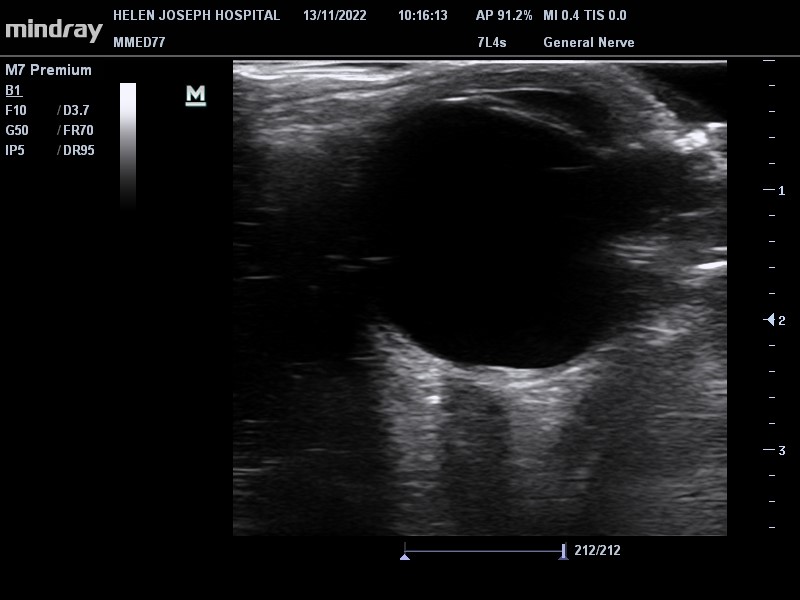 mindray
HELEN JOSEPH HOSPITAL 13/11/2022 10:16:13 AP 91.2% MI 0.4 TIS 0.0
MMED77 7L4s General Nerve
M7 Premium
B1
F10 / D3.7
G50 / FR70
IP5 / DR95
M
1
2
3
212/212